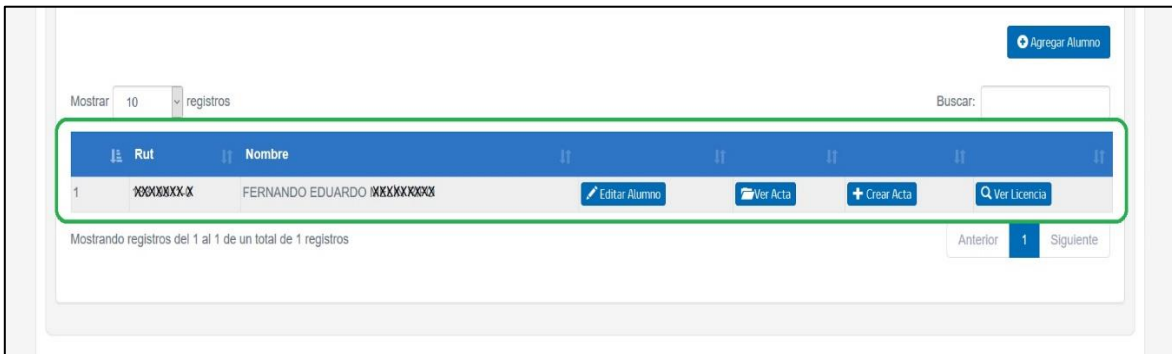 Agregar Alumno
Mostrar 10 registros Buscar:
Rut Nombre
1 FERNANDO EDUARDO Editar Alumno Ver Acta Crear Acta Ver Licencia
Mostrando registros del 1 al 1 de un total de 1 registros Anterior 1 Siguiente